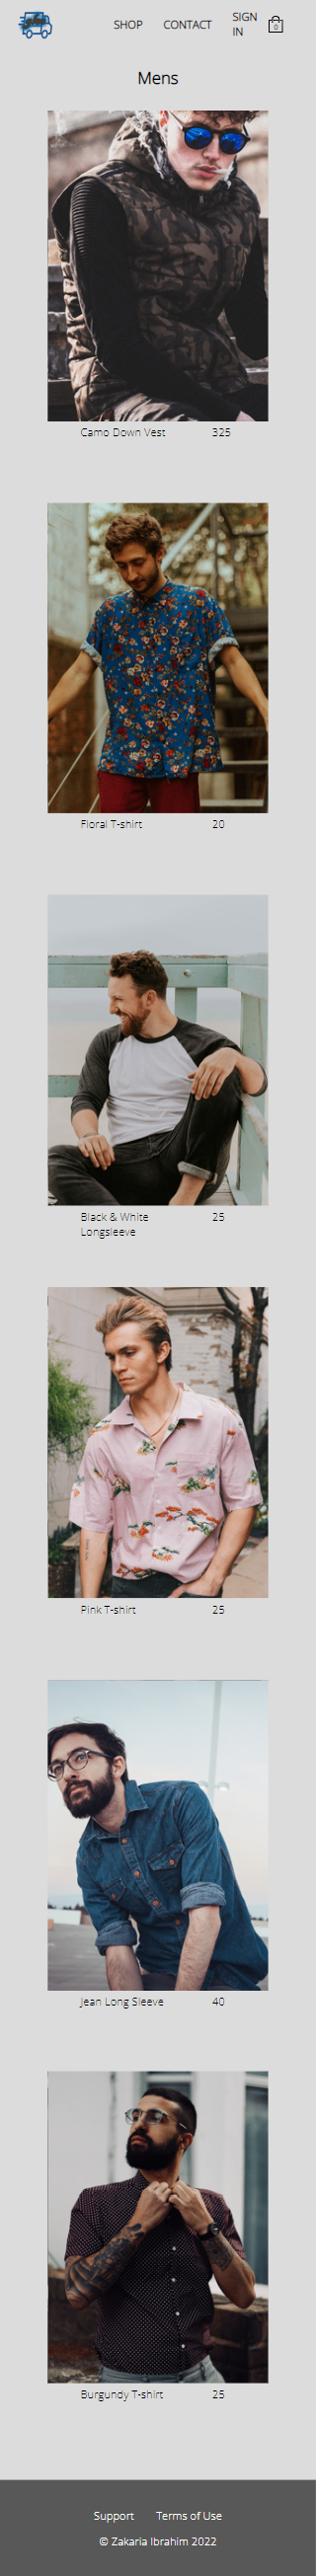 SHOP CONTACT SIGN
IN
0
Mens
Camo Down Vest 325
Floral T-shirt 20
Black & White 25
Longsleeve
Pink T-shirt 25
Jean Long Sleeve 40
Burgundy T-shirt 25
Support Terms of Use
© Zakaria Ibrahim 2022